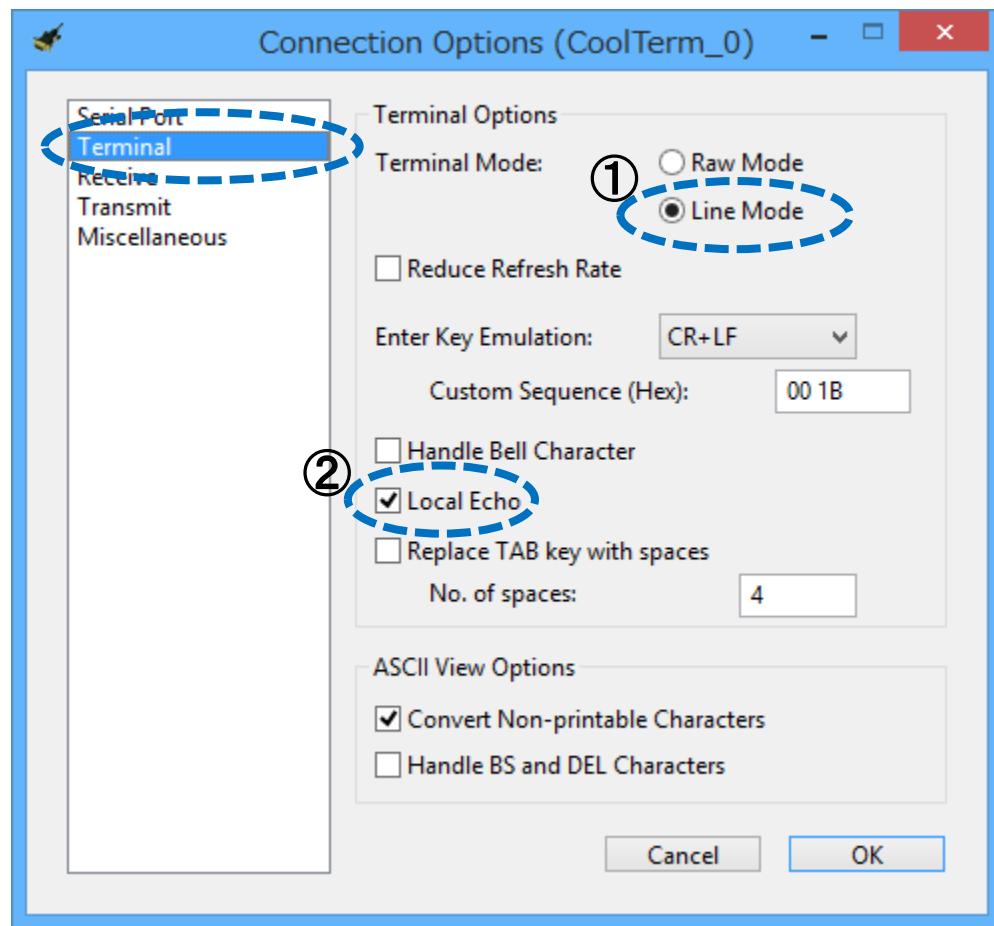 Connection Options (CoolTerm_0)
Serial Port
Terminal
Receive
Transmit
Miscellaneous
Terminal Options
Terminal Mode:
①
Raw Mode
Line Mode
Reduce Refresh Rate
Enter Key Emulation:
CR+LF
Custom Sequence (Hex):
00 1B
Handle Bell Character
②
Local Echo
Replace TAB key with spaces
No. of spaces:
4
ASCII View Options
Convert Non-printable Characters
Handle BS and DEL Characters
Cancel
OK